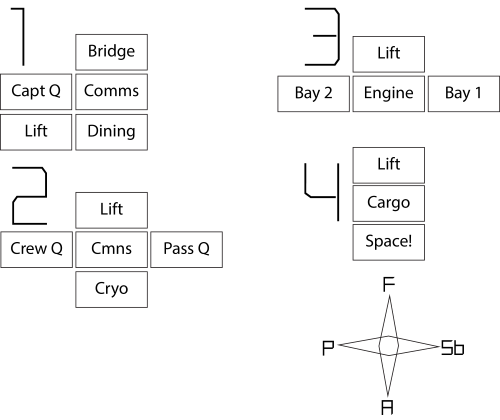 1
Bridge
Capt Q Comms
Lift Dining
2
Lift
Crew Q Cmns Pass Q
Cryo
3
Lift
Bay 2 Engine Bay 1
4
Lift
Cargo
Space!
F
P Sb
A